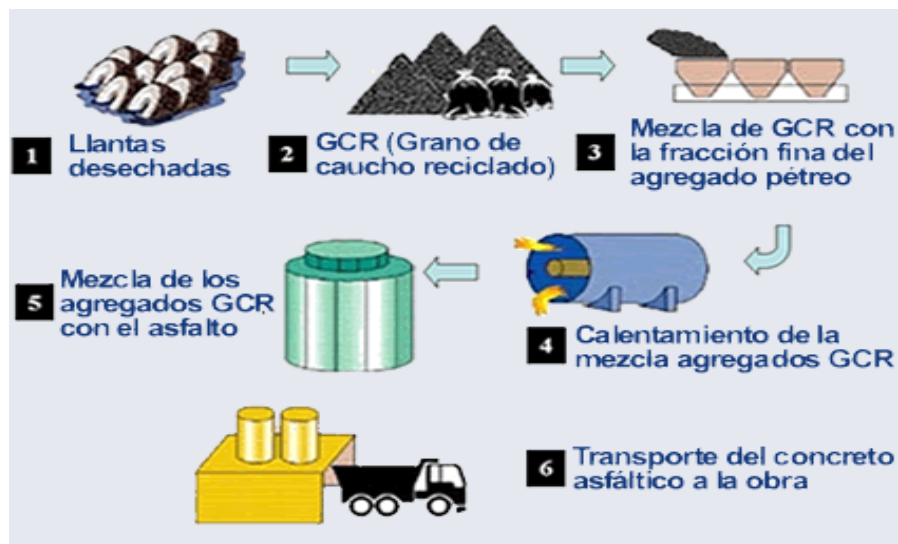 1 Llantas
desechadas
2 GCR (Grano de
caucho reciclado)
3 Mezcla de GCR con
la fracción fina del
agregado pétreo
4 Calentamiento de la
mezcla agregados GCR
5 Mezcla de los
agregados GCR
con el asfalto
6 Transporte del concreto
asfáltico a la obra